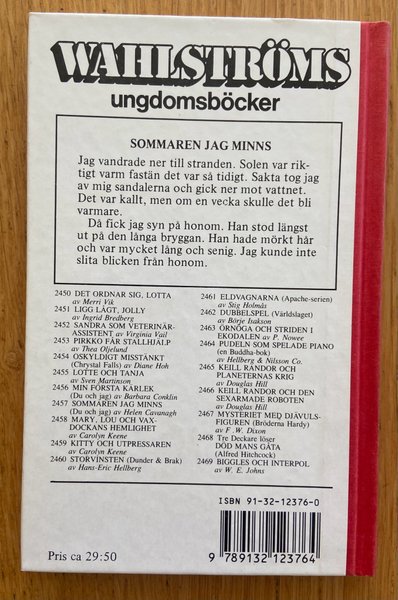 WAHLSTRÖMS
ungdomsböcker
SOMMAREN JAG MINNS
Jag vandrade ner till stranden. Solen var rik-
tigt varm fastän det var så tidigt. Sakta tog jag
av mig sandalerna och gick ner mot vattnet.
Det var kallt, men om en vecka skulle det bli
varmare.
Då fick jag syn på honom. Han stod längst
ut på den långa bryggan. Han hade mörkt hår
och var mycket lång och senig. Jag kunde inte
slita blicken från honom.
2450 DET ORDNAR SIG, LOTTA
av Merri Vik
2451 LIGG LÅGT, JOLLY
av Ingrid Bredberg
2452 SANDRA SOM VETERINÄR-
ASSISTENT av Virginia Vail
2453 PIRKKO FÅR STALLHJÄLP
av Thea Oljelund
2454 OSKYLDIGT MISSTÄNKT
(Chrystal Falls) av Diane Hoh
2455 LOTTE OCH TANJA
av Sven Martinson
2456 MIN FÖRSTA KÄRLEK
(Du och jag) av Barbara Conklin
2457 SOMMAREN JAG MINNS
(Du och jag) av Helen Cavanagh
2458 MARY, LOU OCH VAX-
DOCKANS HEMLIGHET
av Carolyn Keene
2459 KITTY OCH UTPRESSAREN
av Carolyn Keene
2460 STORVINSTEN (Dunder & Brak)
av Hans-Eric Hellberg
2461 ELDVAGNARNA (Apache-serien)
av Stig Holmås
2462 DUBBELSPEL (Världslaget)
av Börje Isakson
2463 ÖRNÖGA OCH STRIDEN I
EKODALEN av P. Nowee
2464 PUDELN SOM SPELADE PIANO
(en Buddha-bok)
av Hellberg & Nilsson Co.
2465 KEILL RANDOR OCH
PLANETERNAS KRIG
av Douglas Hill
2466 KEILL RANDOR OCH DEN
SEXARMADE ROBOTEN
av Douglas Hill
2467 MYSTERIET MED DJÄVULS-
FIGUREN (Bröderna Hardy)
av F.W. Dixon
2468 Tre Deckare löser
DÖD MANS GÅTA
(Alfred Hitchcock)
2469 BIGGLES OCH INTERPOL
av W. E. Johns
ISBN 91-32-12376-0
9 789132 123764
Pris ca 29:50